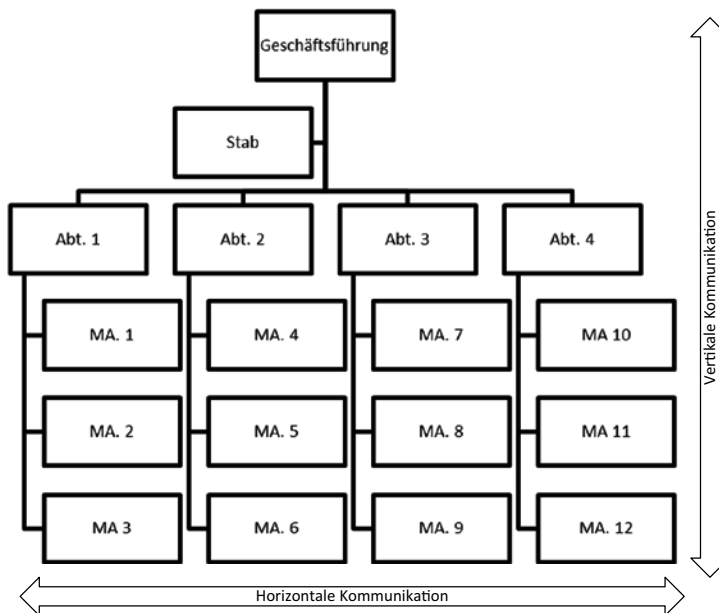 Geschäftsführung
Stab
Abt. 1
Abt. 2
Abt. 3
Abt. 4
MA. 1
MA. 4
MA. 7
MA 10
MA. 2
MA. 5
MA. 8
MA 11
MA 3
MA. 6
MA. 9
MA. 12
Vertikale Kommunikation
Horizontale Kommunikation